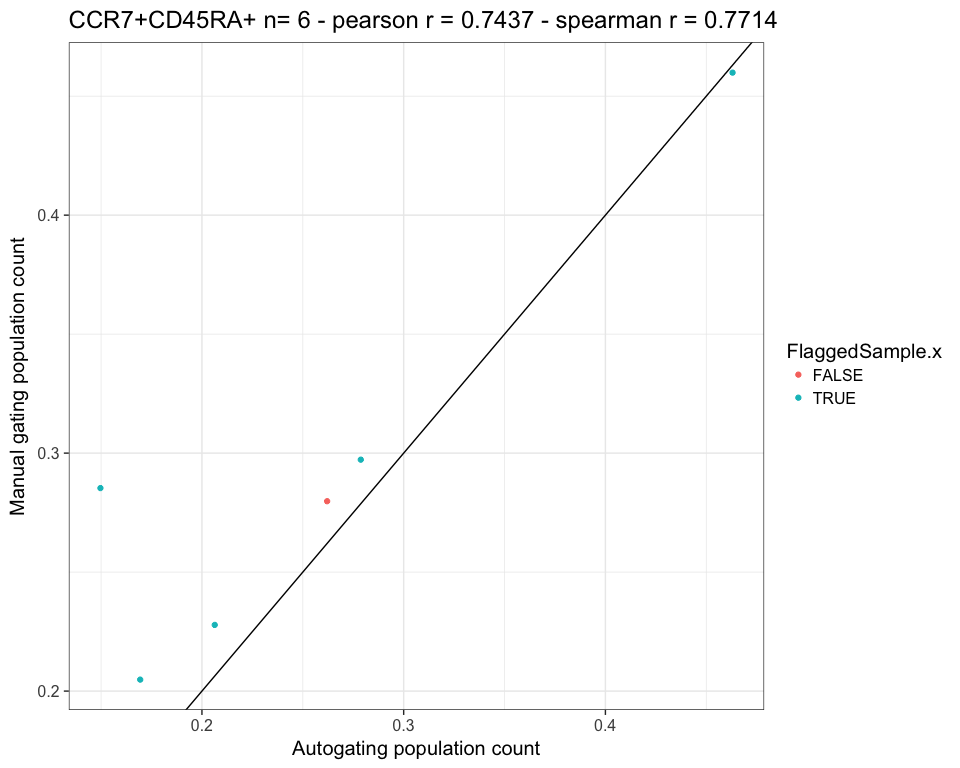 CCR7+CD45RA+ n= 6 - pearson r = 0.7437 - spearman r = 0.7714
Manual gating population count
0.4
0.3
0.2
0.2 0.3 0.4
Autogating population count
FlaggedSample.x
FALSE
TRUE